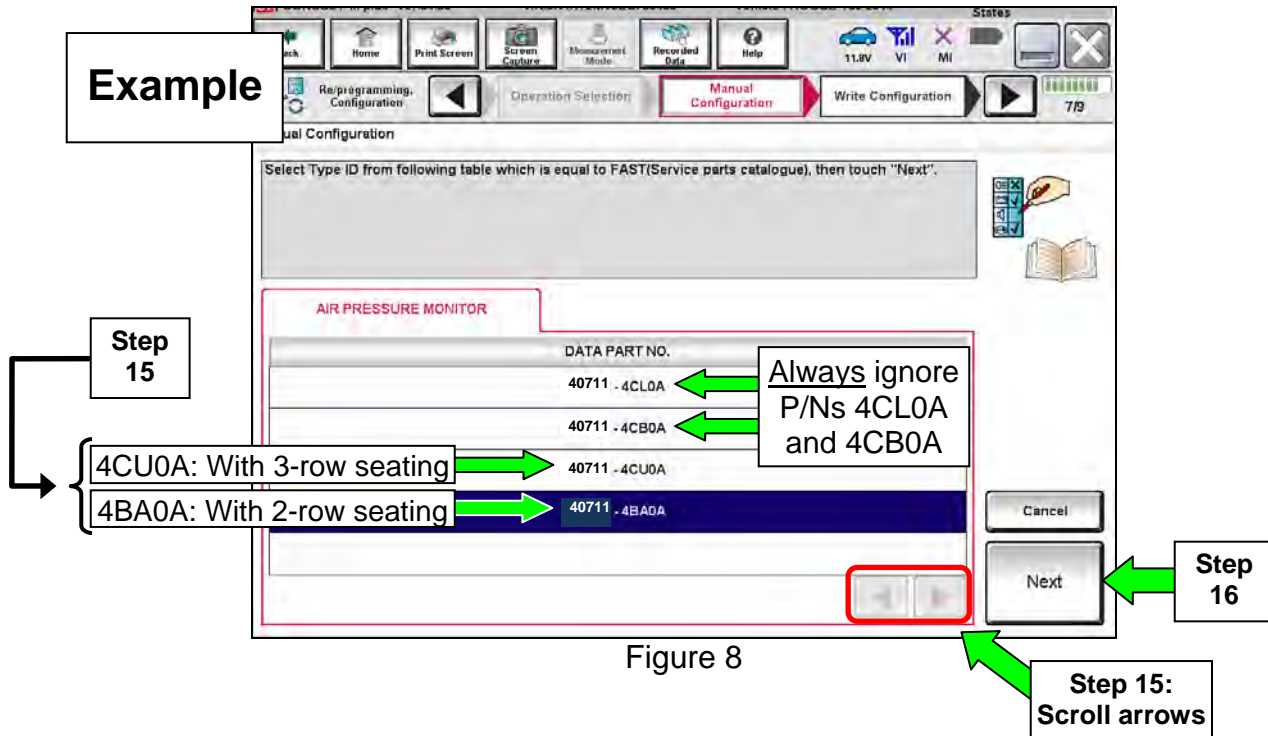 States
Back
Home
Print Screen
Screen
Capture
Measurement
Mode
Recorded
Data
Help
11.8V
VI
MI
Example
Re/programming,
Configuration
Operation Selection
Manual
Configuration
Write Configuration
7/9
Manual Configuration
Select Type ID from following table which is equal to FAST(Service parts catalogue), then touch "Next".
AIR PRESSURE MONITOR
Step
15
DATA PART NO.
40711 - 4CL0A
Always ignore
P/Ns 4CL0A
and 4CB0A
40711 - 4CB0A
4CU0A: With 3-row seating
40711 - 4CU0A
4BA0A: With 2-row seating
40711 - 4BA0A
Cancel
Next
Step
16
Figure 8
Step 15:
Scroll arrows